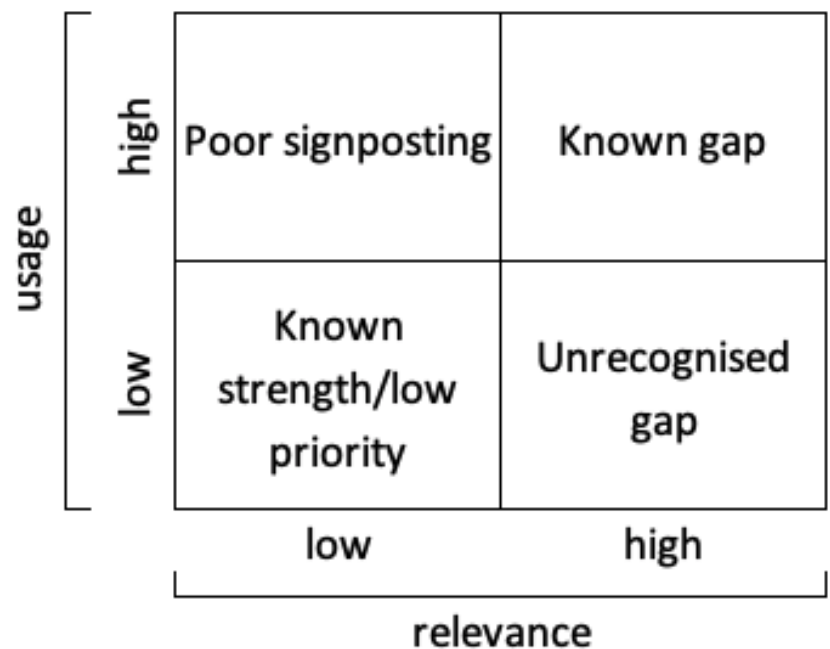 usage
high
Poor signposting
Known gap
low
Known
strength/low
priority
Unrecognised
gap
low
high
relevance